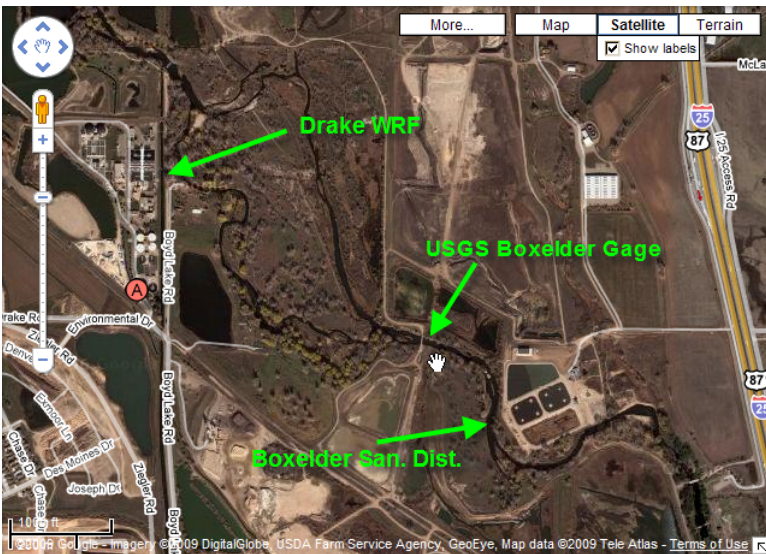 More...
Map
Satellite
Terrain
Show labels
McLa
25
87
I 25 Access Rd
Drake WRF
USGS Boxelder Gage
Boyd Lake Rd
A
Environmental Dr
rake Rd
Ziegler Rd
Denve
87
25
Boyd Lake Rd
Exmoor Ln
Boxelder San. Dist.
Chase Dr
Des Moines Dr
Joseph Dr
Ziegler Rd
Chase Dr
Boyd
©2009 Google - Imagery ©2009 DigitalGlobe, USDA Farm Service Agency, GeoEye, Map data ©2009 Tele Atlas - Terms of Use